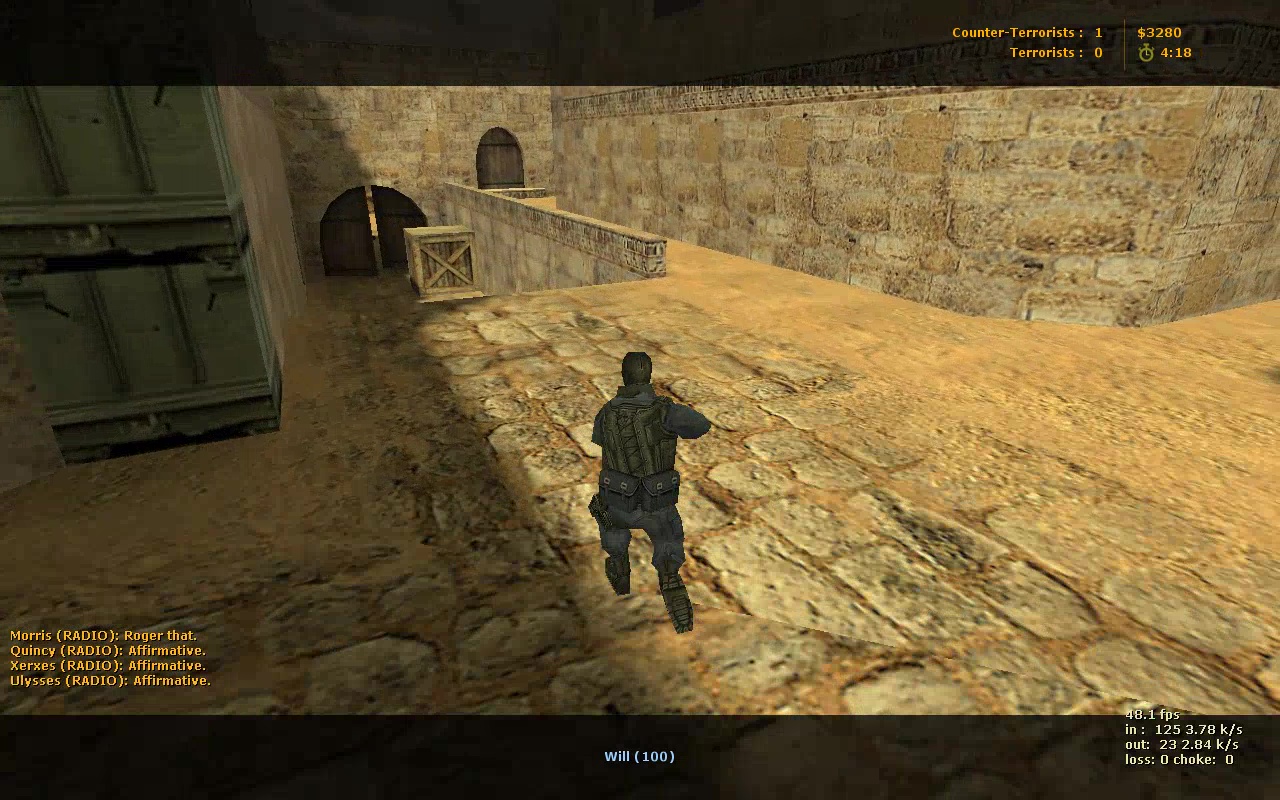 Counter-Terrorists : 1 $3280
Terrorists : 0 4:18
Morris (RADIO): Roger that.
Quincy (RADIO): Affirmative.
Xerxes (RADIO): Affirmative.
Ulysses (RADIO): Affirmative.
48.1 fps
in : 125 3.78 k/s
out: 23 2.84 k/s
loss: 0 choke: 0
Will (100)